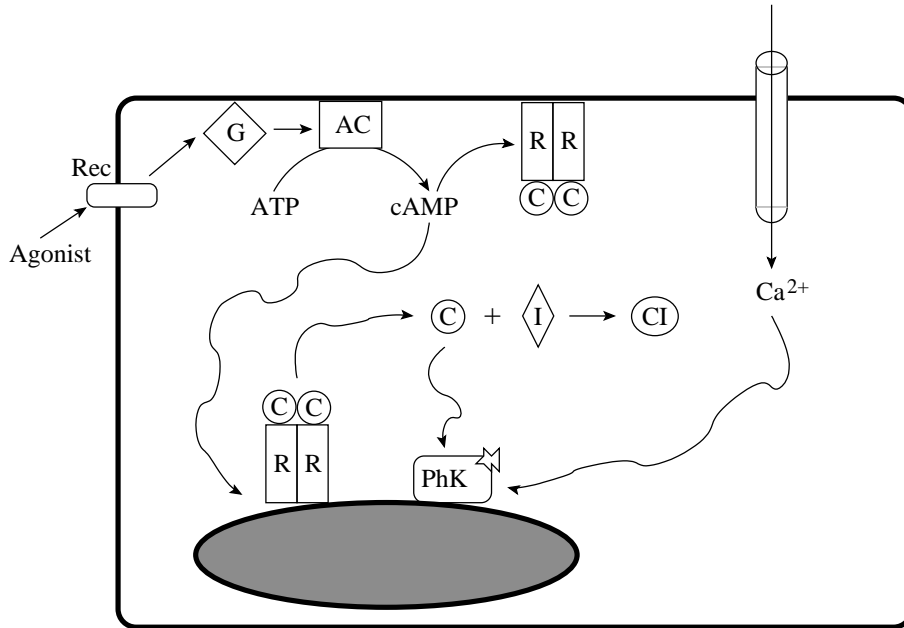 G
AC
R R
C C
Rec
ATP
cAMP
Agonist
Ca2+
C + I CI
C C
R R
PhK